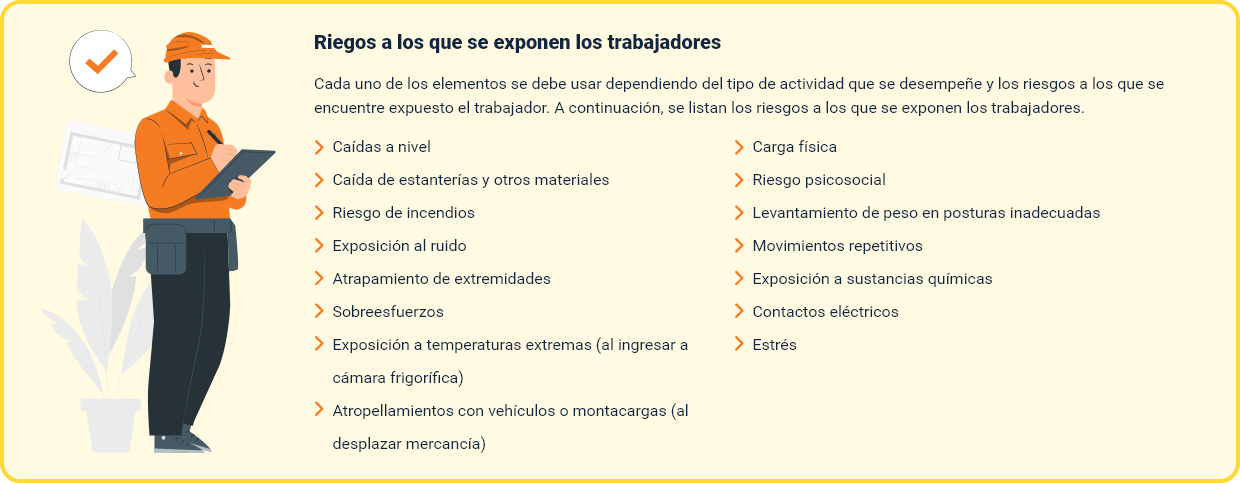 Riegos a los que se exponen los trabajadores
Cada uno de los elementos se debe usar dependiendo del tipo de actividad que se desempeñe y los riesgos a los que se
encuentre expuesto el trabajador. A continuación, se listan los riesgos a los que se exponen los trabajadores.
Caídas a nivel
Caída de estanterías y otros materiales
Riesgo de incendios
Exposición al ruido
Atrapamiento de extremidades
Sobreesfuerzos
Exposición a temperaturas extremas (al ingresar a
cámara frigorífica)
Atropellamientos con vehículos o montacargas (al
desplazar mercancía)
Carga física
Riesgo psicosocial
Levantamiento de peso en posturas inadecuadas
Movimientos repetitivos
Exposición a sustancias químicas
Contactos eléctricos
Estrés